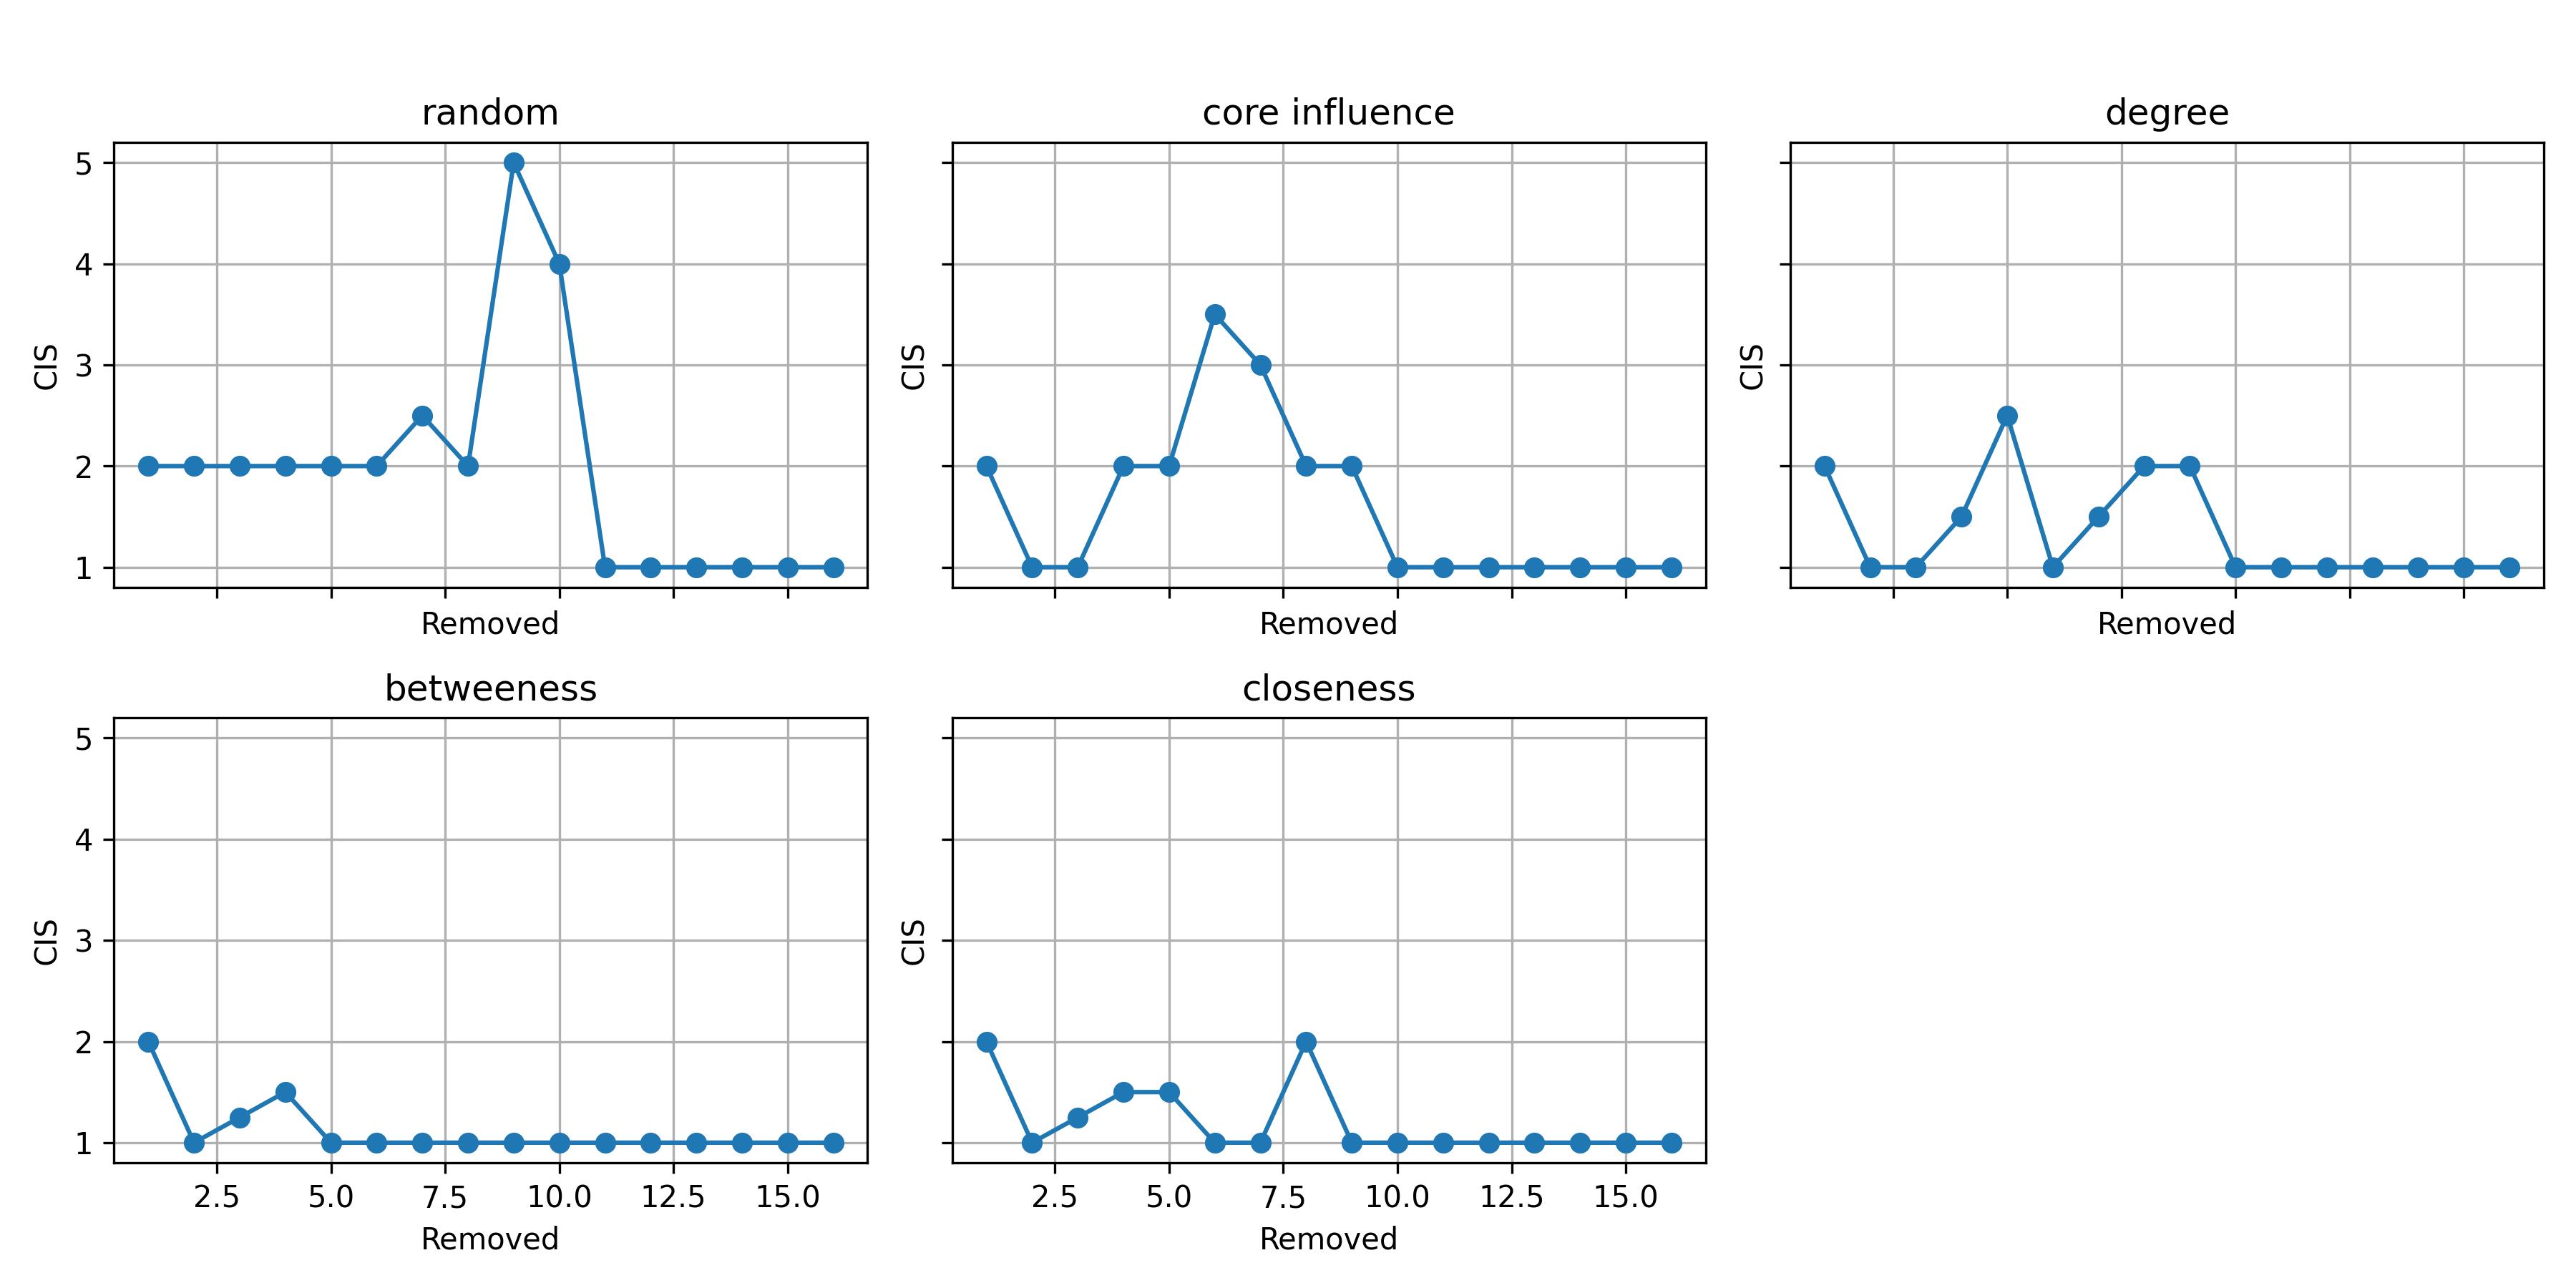 random
core influence
degree
5
4
3
2
1
CIS
CIS
CIS
Removed
Removed
Removed
betweeness
closeness
5
4
3
2
1
CIS
CIS
2.5 5.0 7.5 10.0 12.5 15.0
2.5 5.0 7.5 10.0 12.5 15.0
Removed
Removed